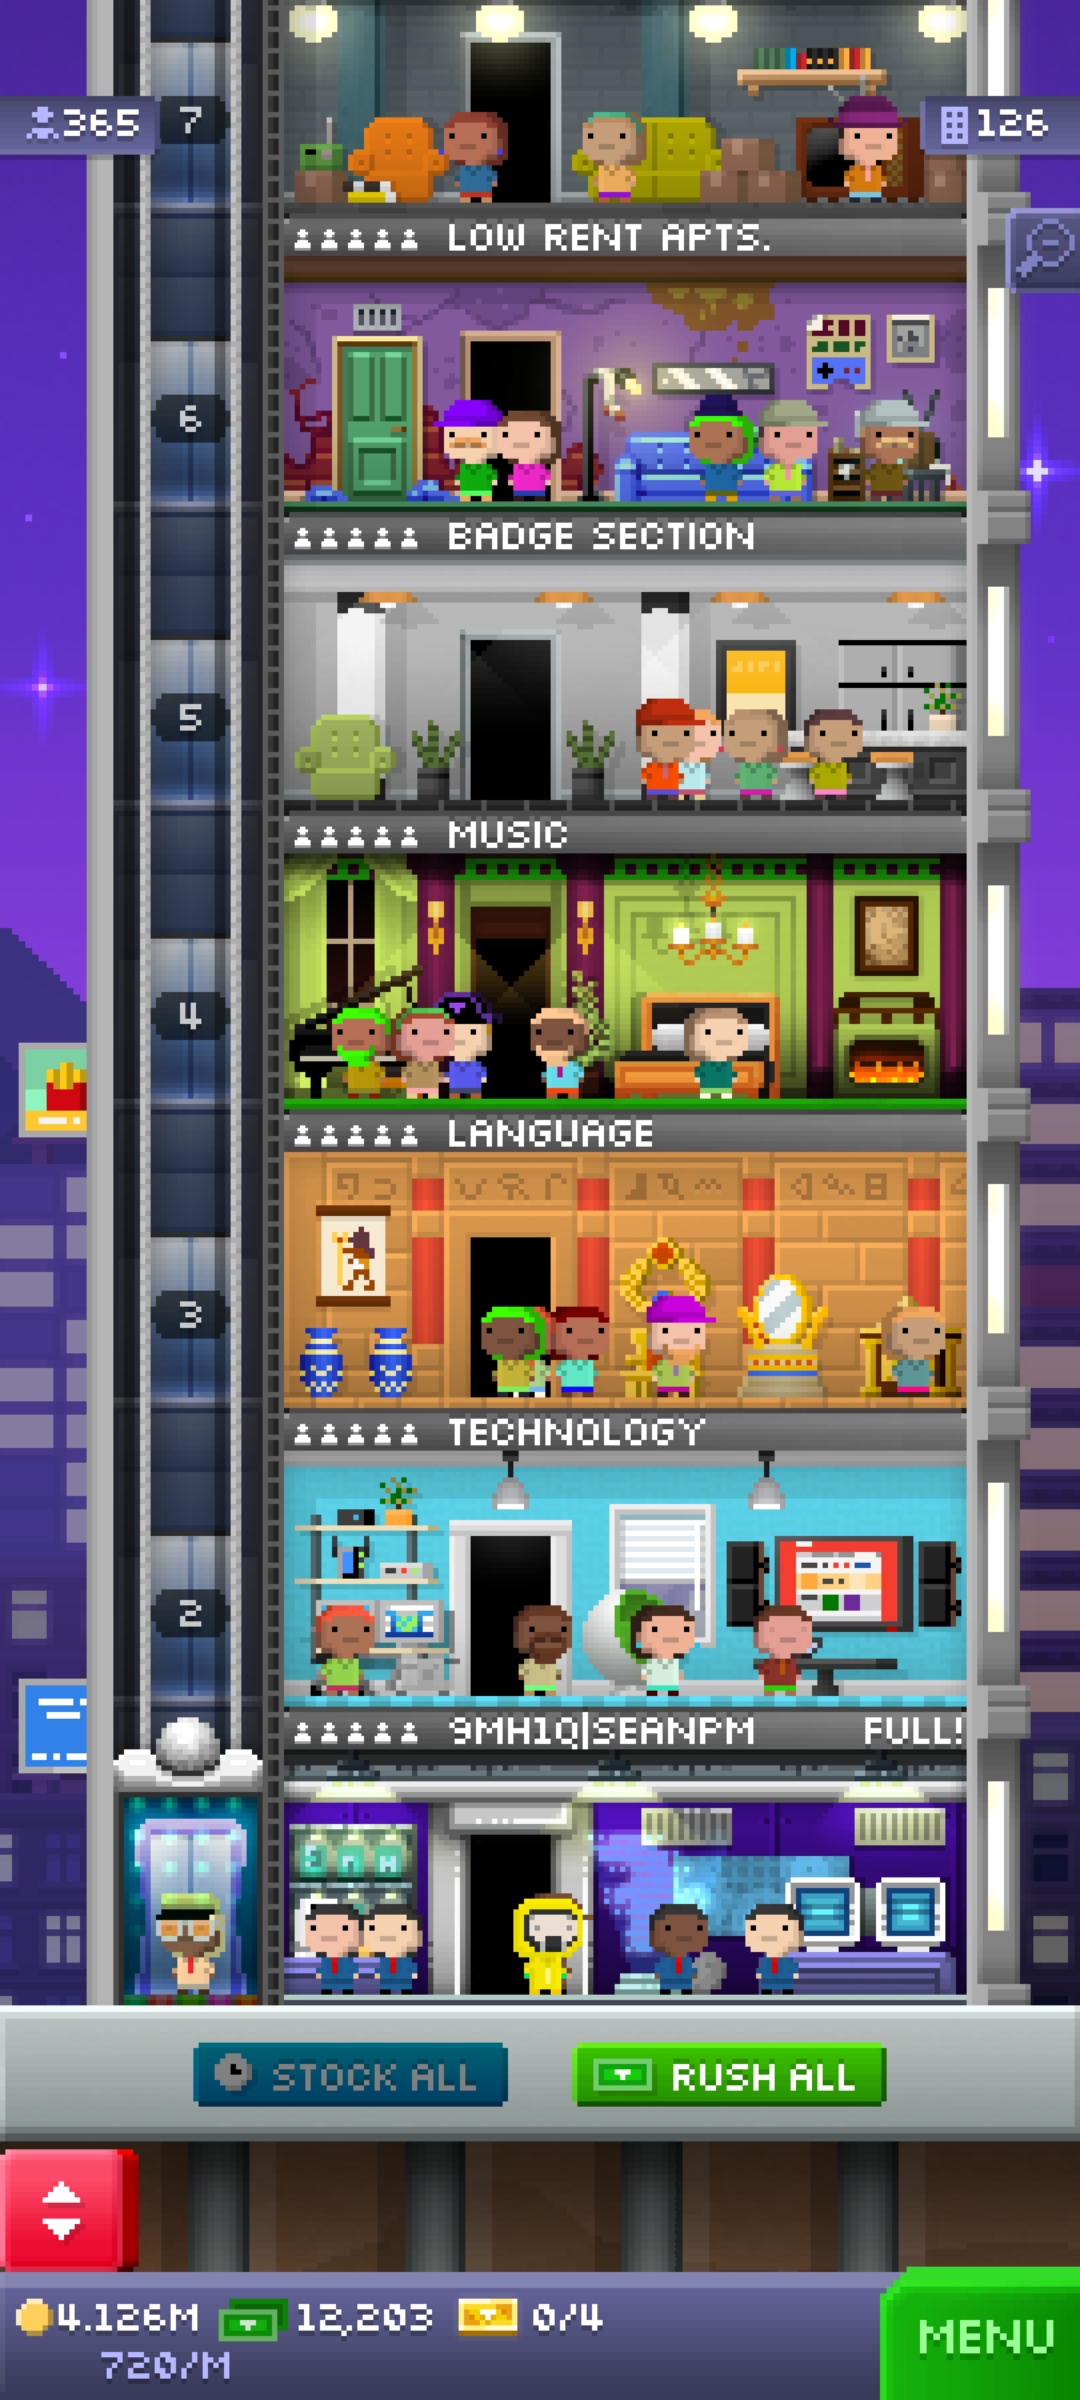 7
365
126
LOW RENT APTS.
6
BADGE SECTION
5
MUSIC
4
LANGUAGE
3
TECHNOLOGY
2
9MH1Q|SEANPM FULL!
STOCK ALL
RUSH ALL
4.126M 12,203 0/4
720/M
MENU